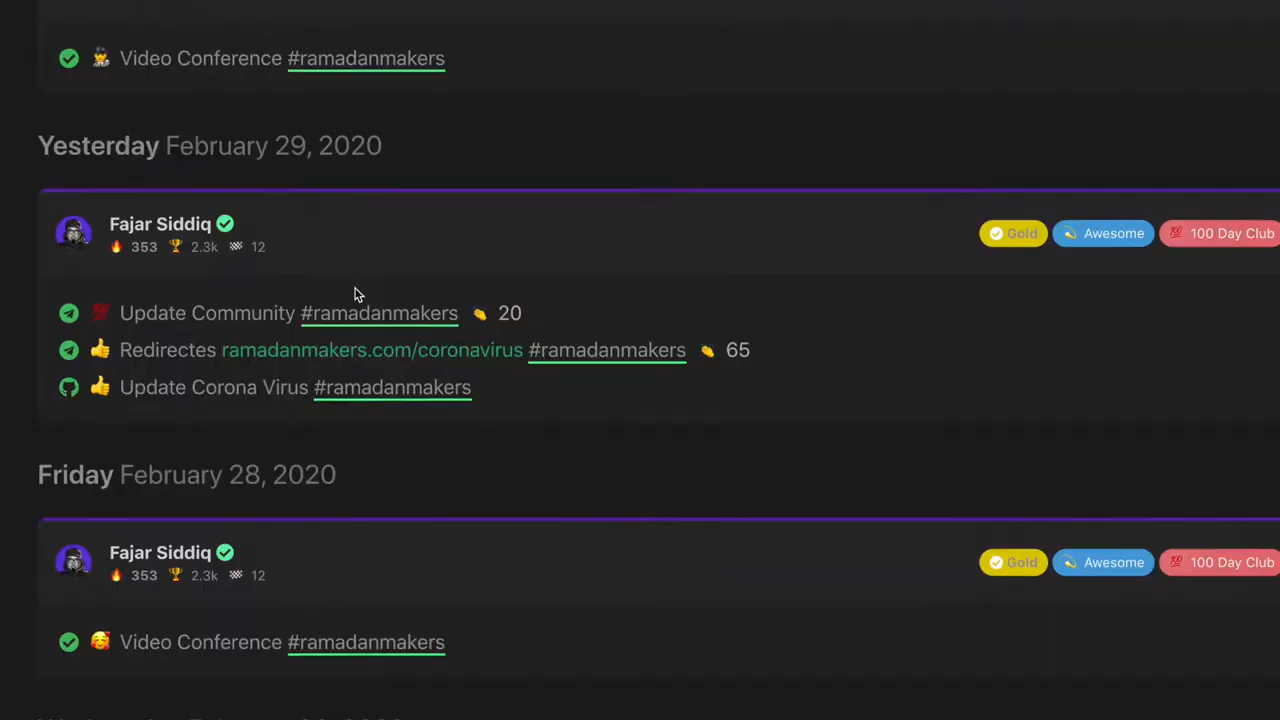 Video Conference #ramadanmakers
Yesterday February 29, 2020
Fajar Siddiq
353 2.3k 12
Gold Awesome 100 Day Club
Update Community #ramadanmakers 20
Redirectes ramadanmakers.com/coronavirus #ramadanmakers 65
Update Corona Virus #ramadanmakers
Friday February 28, 2020
Fajar Siddiq
353 2.3k 12
Gold Awesome 100 Day Club
Video Conference #ramadanmakers